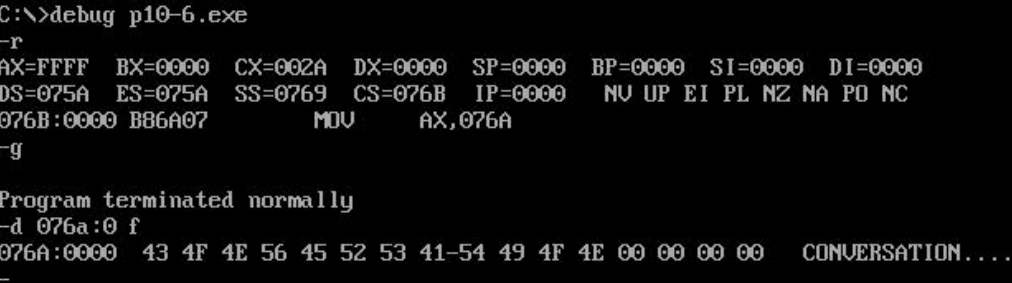 C:\>debug p10-6.exe
-r
AX=FFFF  BX=0000  CX=002A  DX=0000  SP=0000  BP=0000  SI=0000  DI=0000
DS=075A  ES=075A  SS=0769  CS=076B  IP=0000   NV UP EI PL NZ NA PO NC
076B:0000 B86A07        MOV     AX,076A
-g
Program terminated normally
-d 076a:0 f
076A:0000  43 4F 4E 56 45 52 53 41-54 49 4F 4E 00 00 00 00   CONVERSATION....
-